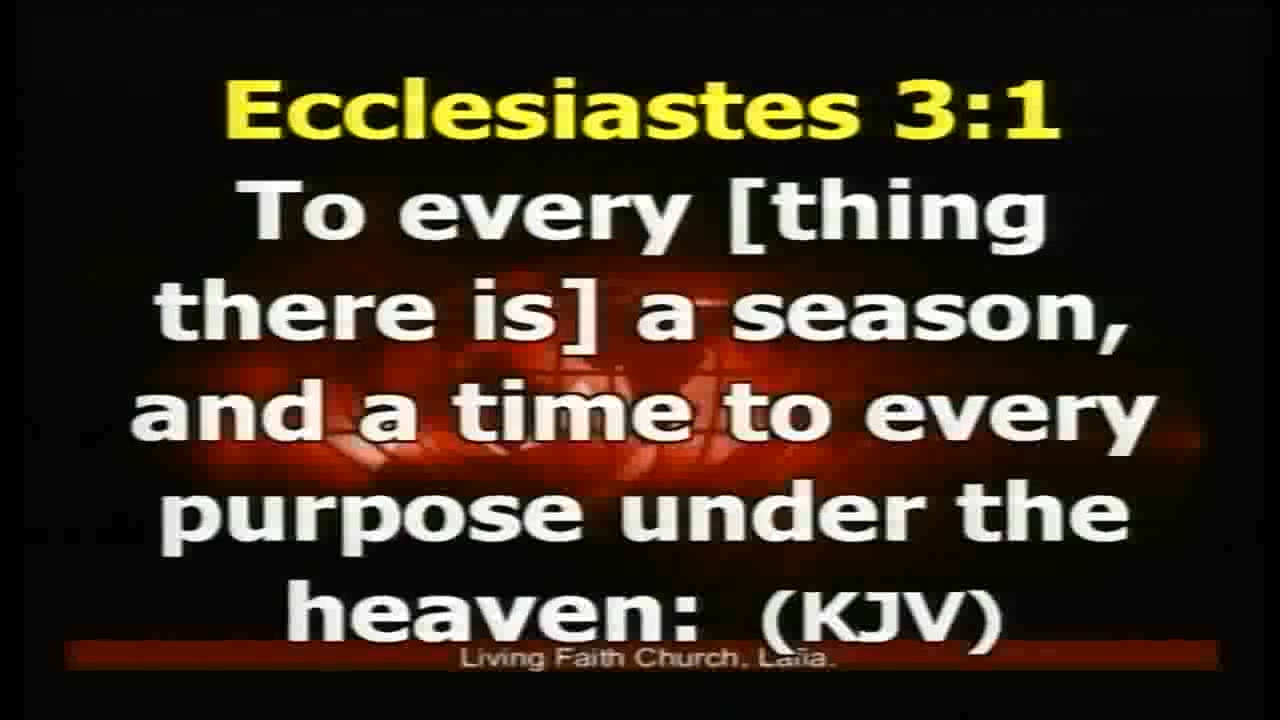 Ecclesiastes 3:1
To every [thing
there is] a season,
and a time to every
purpose under the
heaven: (KJV)
Living Faith Church,